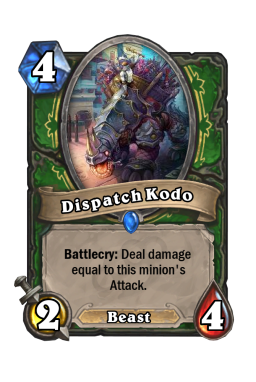 4
Dispatch Kodo
Battlecry: Deal damage
equal to this minion's
Attack.
2
Beast
4